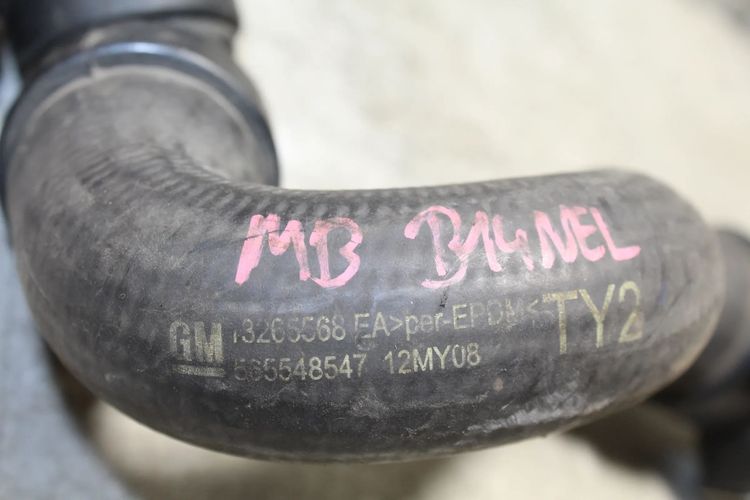 MB B14NEL
GM 13265568 EA>per-EPDM< TY2
565548547 12MY08